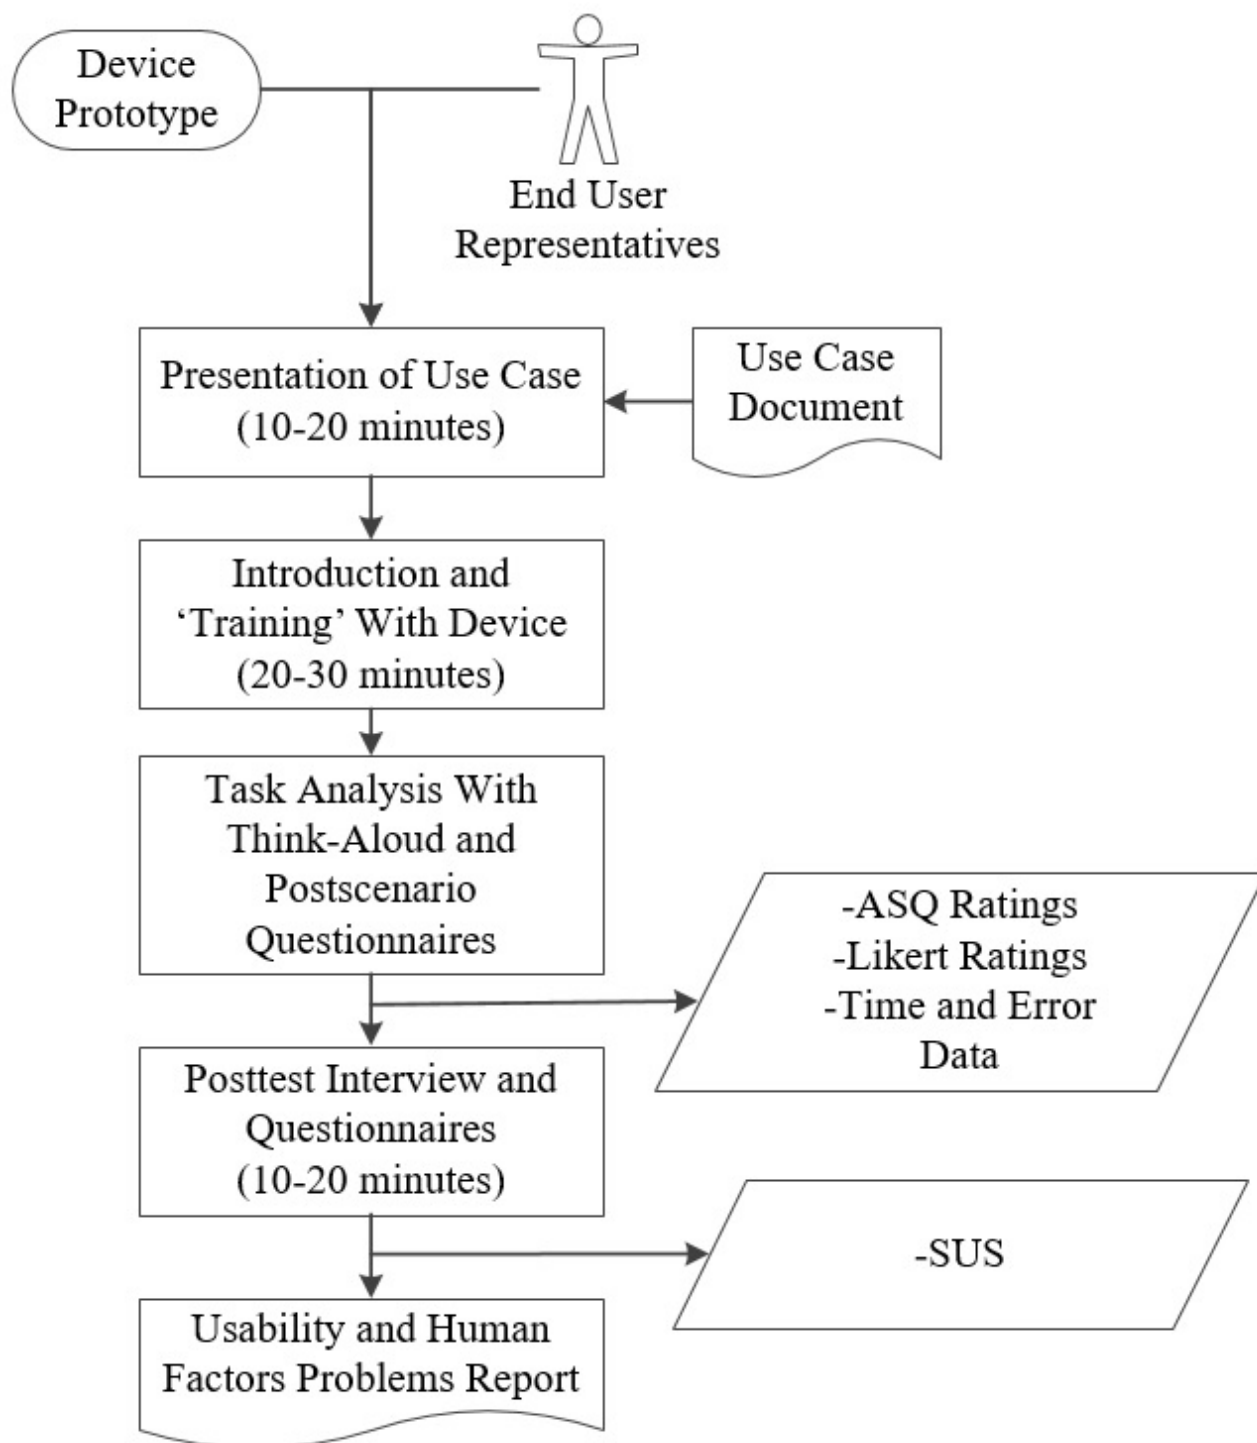 Device
Prototype
End User
Representatives
Presentation of Use Case
(10-20 minutes)
Use Case
Document
Introduction and
‘Training’ With Device
(20-30 minutes)
Task Analysis With
Think-Aloud and
Postscenario
Questionnaires
-ASQ Ratings
-Likert Ratings
-Time and Error
Data
Posttest Interview and
Questionnaires
(10-20 minutes)
-SUS
Usability and Human
Factors Problems Report